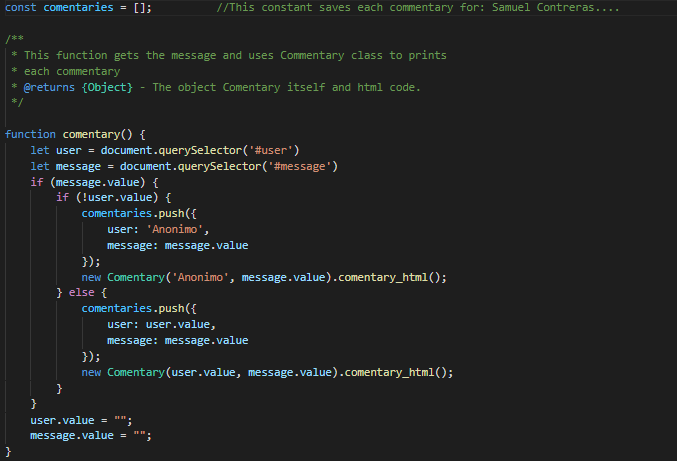 const comentaries = [];          //This constant saves each commentary for: Samuel Contreras....
/**
 * This function gets the message and uses Commentary class to prints
 * each commentary
 * @returns {Object} - The object Comentary itself and html code.
 */
function comentary() {
    let user = document.querySelector('#user')
    let message = document.querySelector('#message')
    if (message.value) {
        if (!user.value) {
            comentaries.push({
                user: 'Anonimo',
                message: message.value
            });
            new Comentary('Anonimo', message.value).comentary_html();
        } else {
            comentaries.push({
                user: user.value,
                message: message.value
            });
            new Comentary(user.value, message.value).comentary_html();
        }
    }
    user.value = "";
    message.value = "";
}